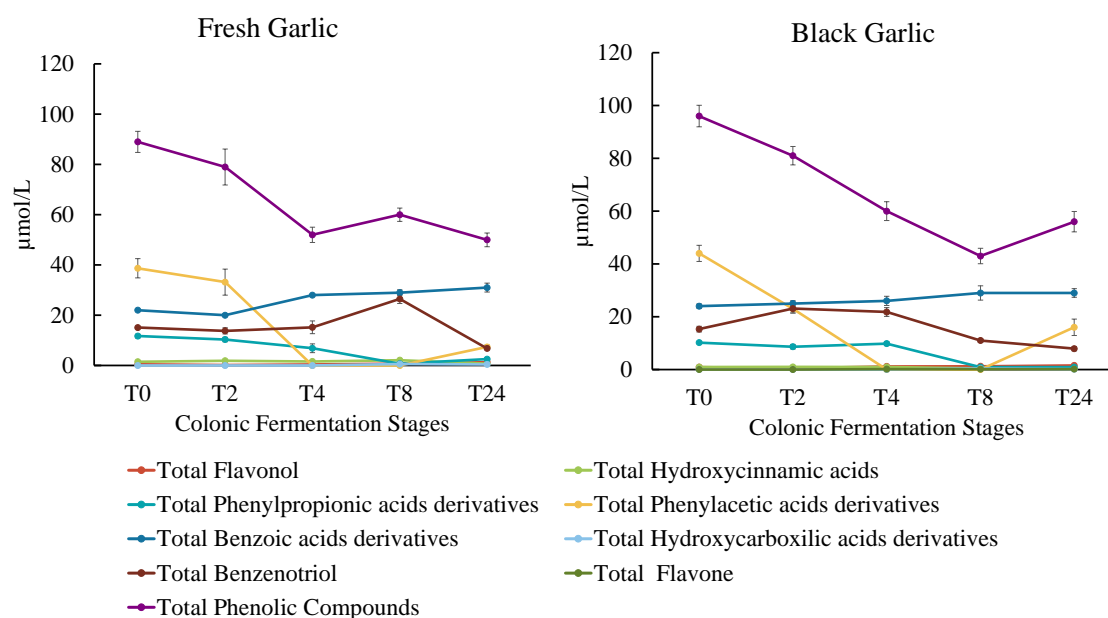 Fresh Garlic
120
100
80
60
40
20
0
µmol/L
T0 T2 T4 T8 T24
Colonic Fermentation Stages
Black Garlic
120
100
80
60
40
20
0
µmol/L
T0 T2 T4 T8 T24
Colonic Fermentation Stages
Total Flavonol
Total Hydroxycinnamic acids
Total Phenylpropionic acids derivatives
Total Phenylacetic acids derivatives
Total Benzoic acids derivatives
Total Hydroxycarboxilic acids derivatives
Total Benzenotriol
Total Flavone
Total Phenolic Compounds